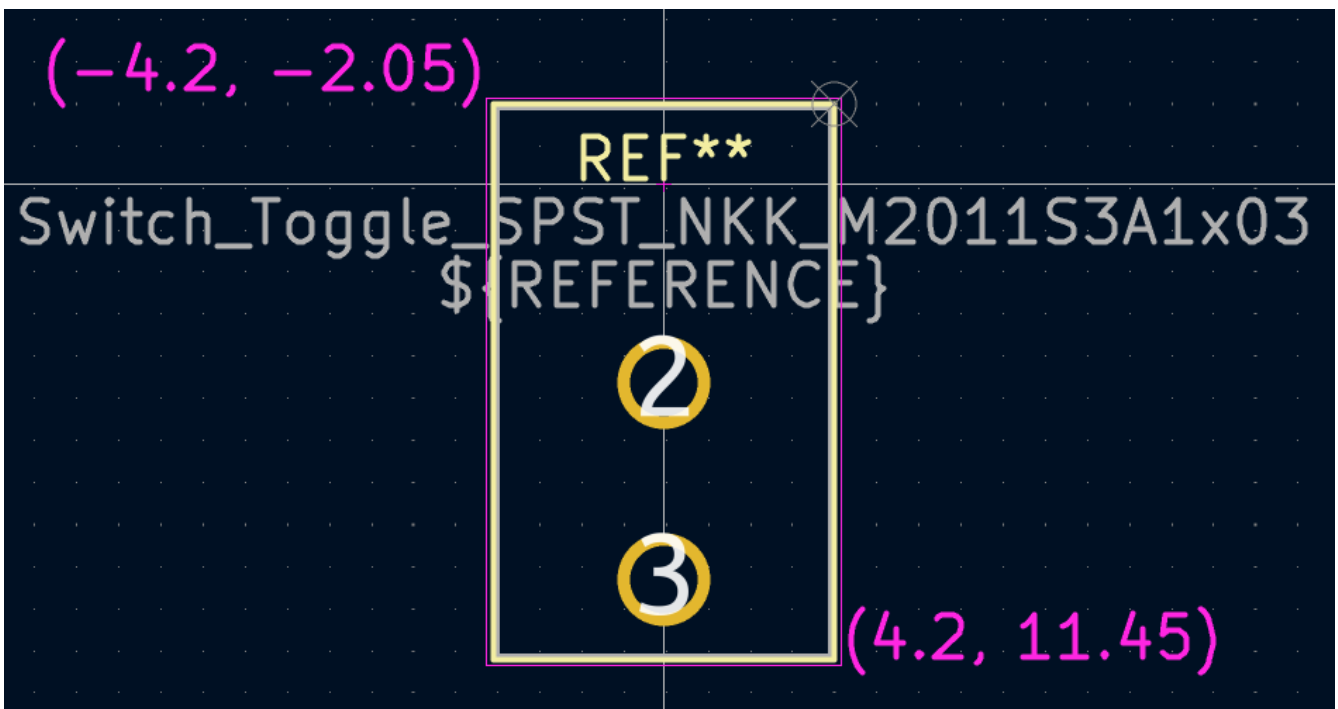 (-4.2, -2.05)
REF**
Switch_Toggle_SPST_NKK_M2011S3A1x03
${REFERENCE}
2
3
(4.2, 11.45)